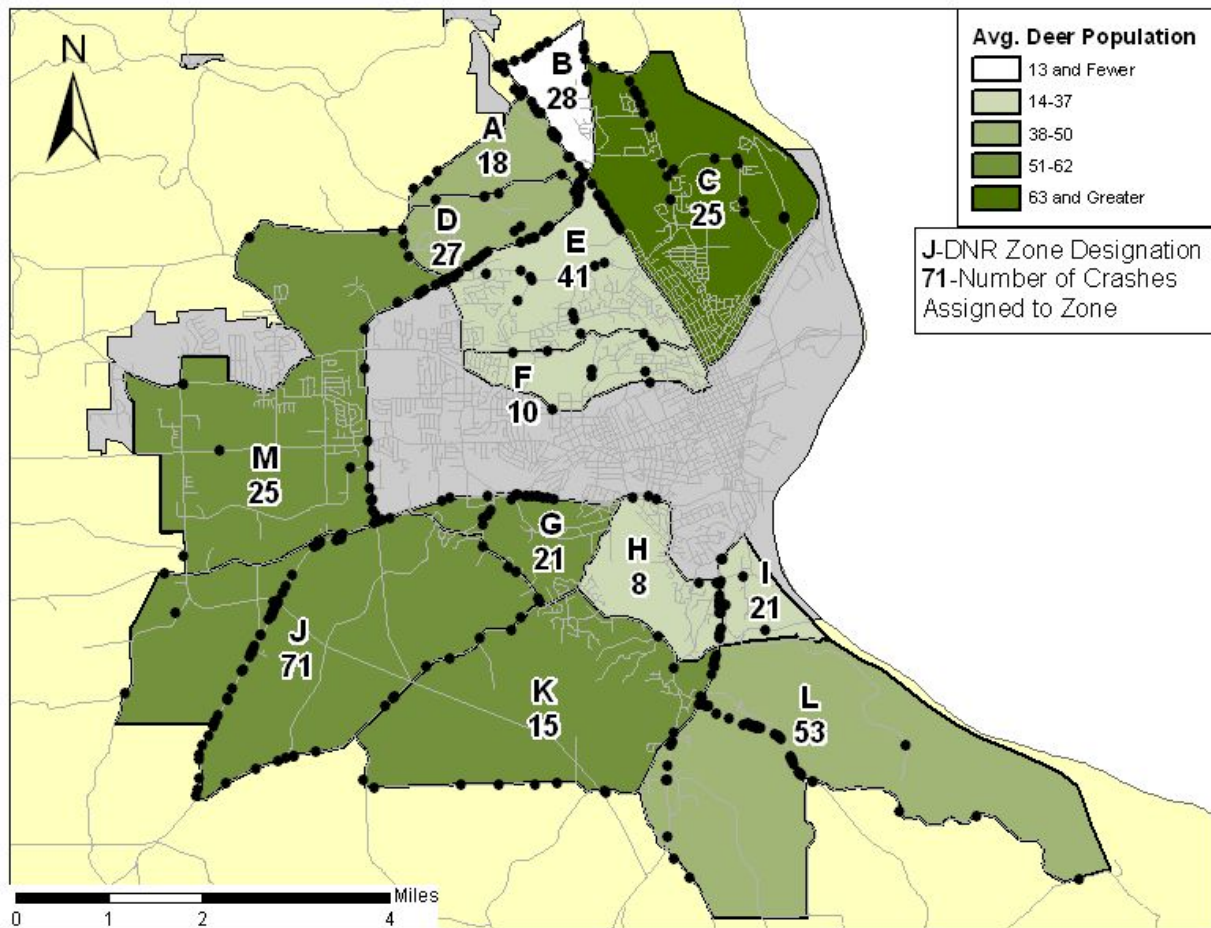 N
Avg. Deer Population
13 and Fewer
14-37
38-50
51-62
63 and Greater
J-DNR Zone Designation
71-Number of Crashes
Assigned to Zone
B
28
A
18
C
25
D
27
E
41
F
10
M
25
G
21
H
8
I
21
J
71
K
15
L
53
Miles
0 1 2 4